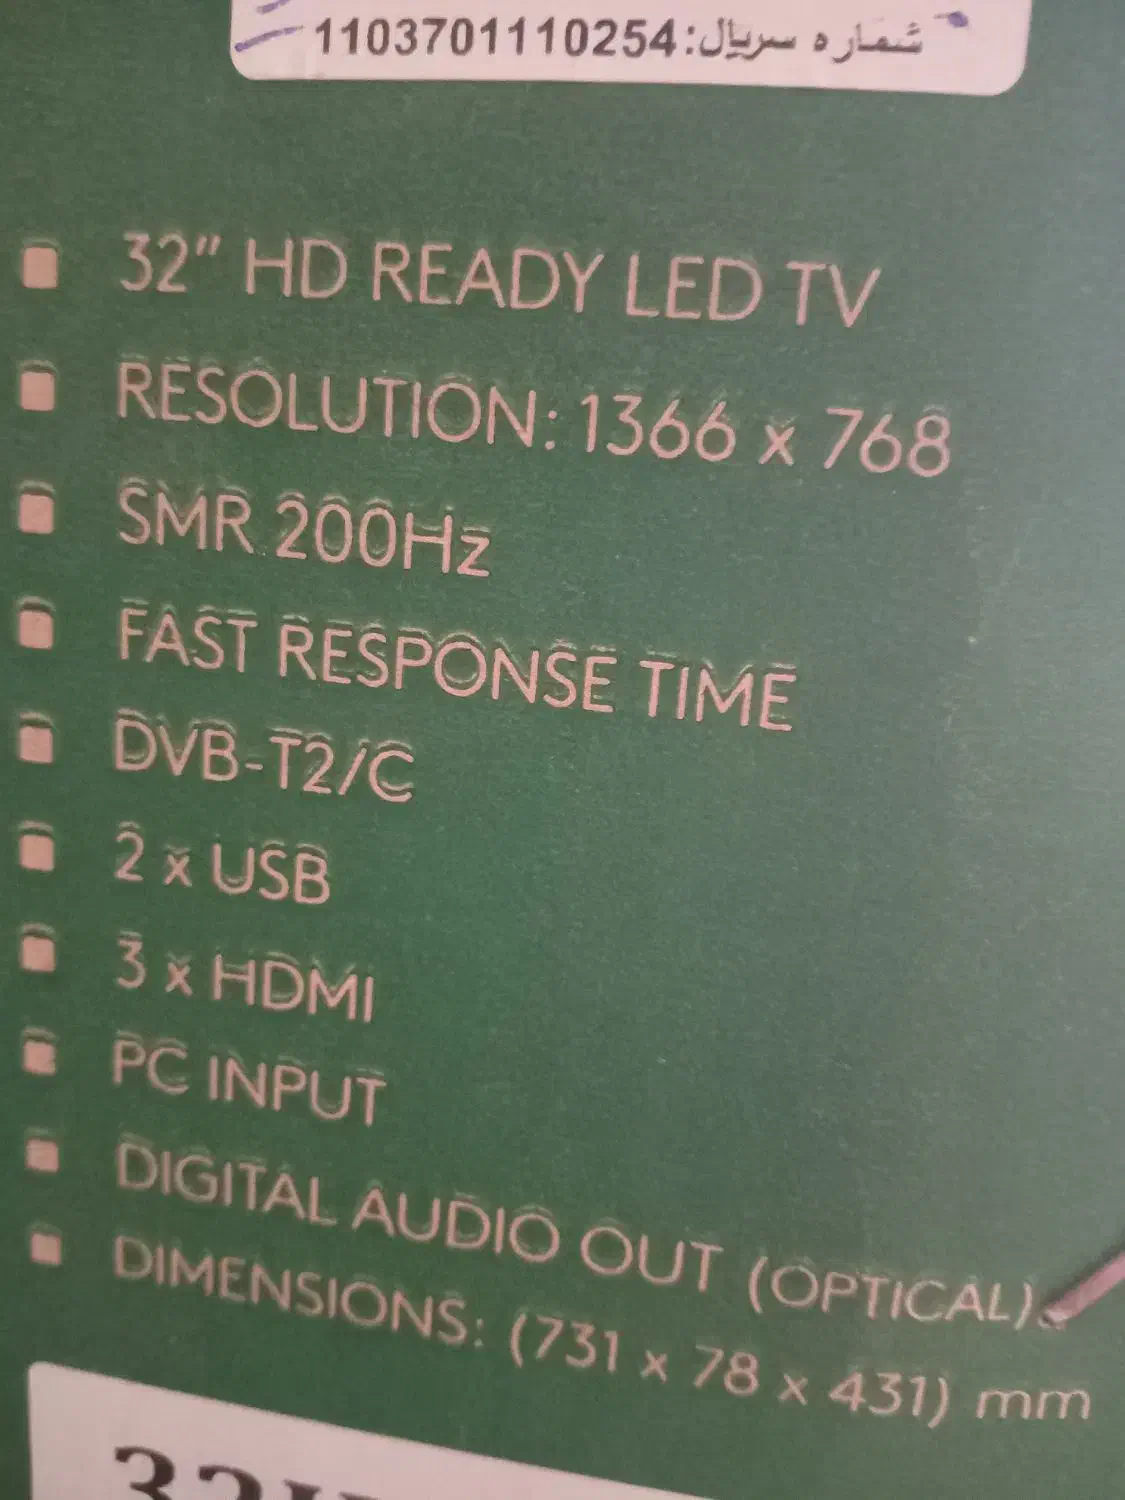 شماره سریال:1103701110254
32" HD READY LED TV
RESOLUTION: 1366 x 768
SMR 200Hz
FAST RESPONSE TIME
DVB-T2/C
2 x USB
3 x HDMI
PC INPUT
DIGITAL AUDIO OUT (OPTICAL)
DIMENSIONS: (731 x 78 x 431) mm